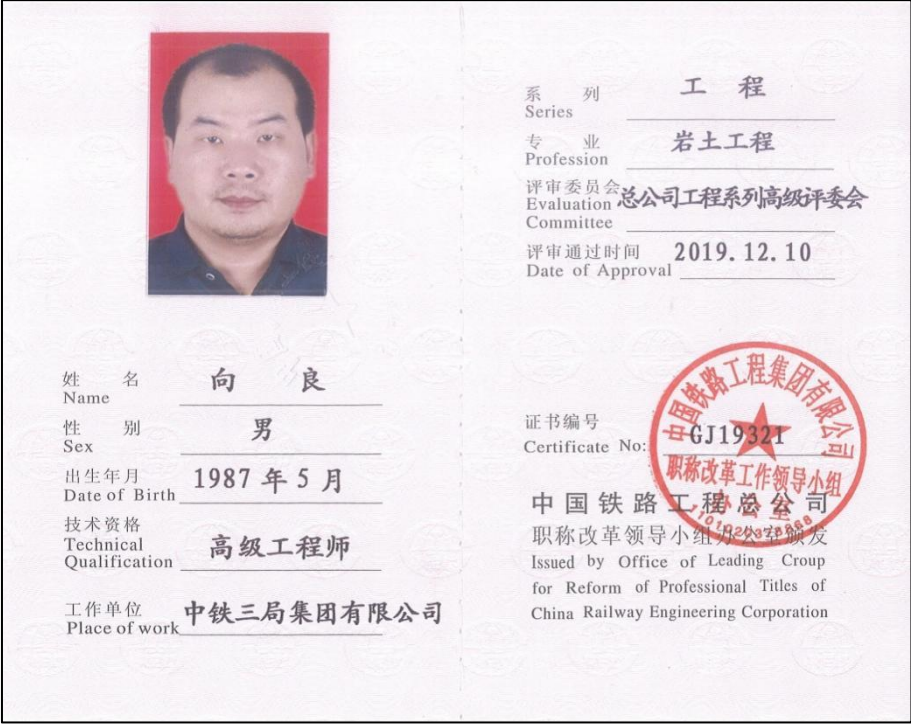 姓 名 向 良
Name
性 别 男
Sex
出生年月 1987年5月
Date of Birth
技术资格
Technical 高级工程师
Qualification
工作单位 中铁三局集团有限公司
Place of work
系 列 工 程
Series
专 业 岩土工程
Profession
评审委员会
Evaluation 总公司工程系列高级评委会
Committee
评审通过时间 2019.12.10
Date of Approval
证书编号
Certificate No: GJ19321
中国铁路工程集团有限公司
职称改革工作领导小组
办公室
中国铁路工程总公司
职称改革领导小组办公室颁发
Issued by Office of Leading Croup
for Reform of Professional Titles of
China Railway Engineering Corporation